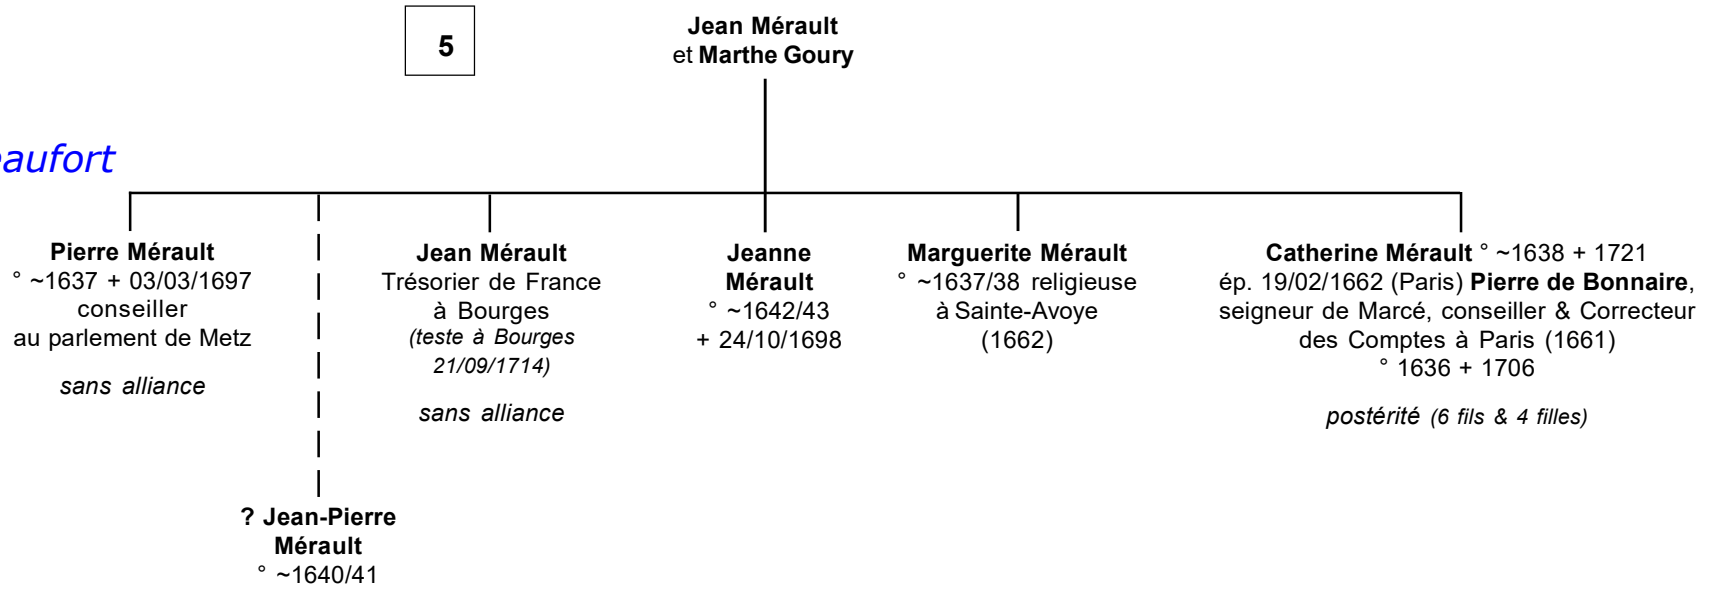 5
Jean Mérault
et Marthe Goury
eaufort
Pierre Mérault
° ~1637 + 03/03/1697
conseiller
au parlement de Metz
sans alliance
? Jean-Pierre
Mérault
° ~1640/41
Jean Mérault
Trésorier de France
à Bourges
(teste à Bourges
21/09/1714)
sans alliance
Jeanne
Mérault
° ~1642/43
+ 24/10/1698
Marguerite Mérault
° ~1637/38 religieuse
à Sainte-Avoye
(1662)
Catherine Mérault ° ~1638 + 1721
ép. 19/02/1662 (Paris) Pierre de Bonnaire,
seigneur de Marcé, conseiller & Correcteur
des Comptes à Paris (1661)
° 1636 + 1706
postérité (6 fils & 4 filles)